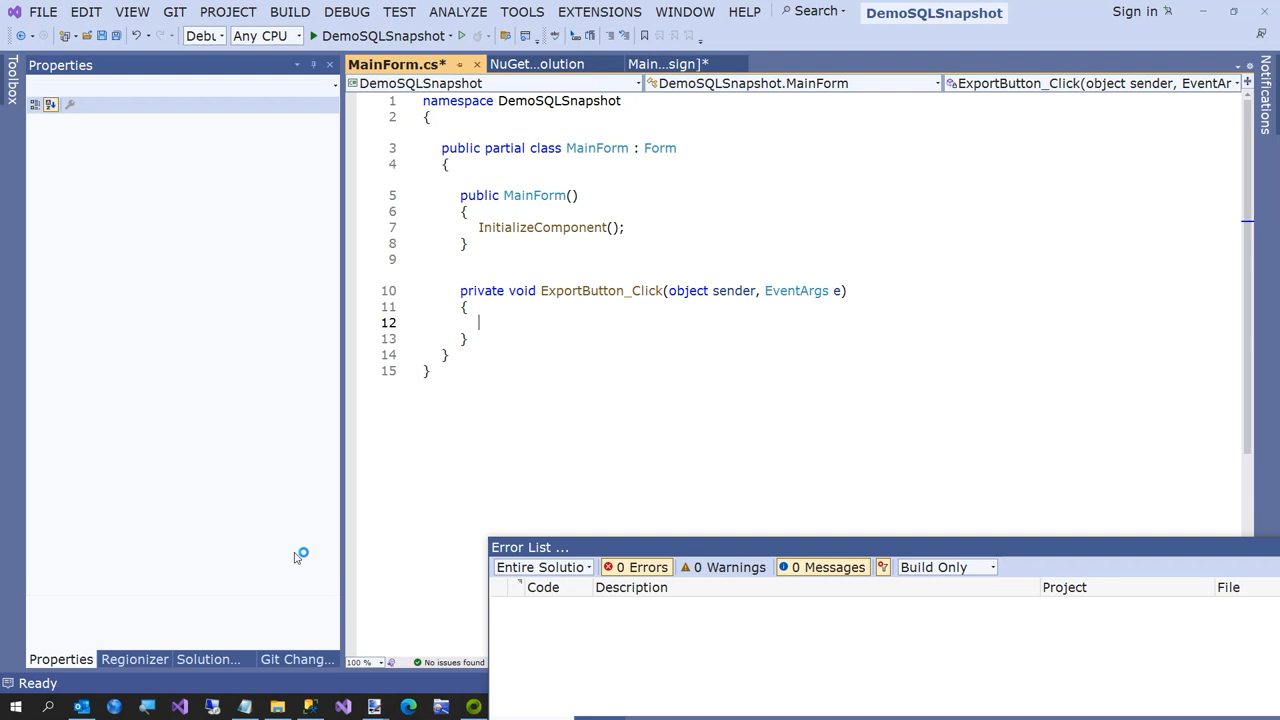 FILE EDIT VIEW GIT PROJECT BUILD DEBUG TEST ANALYZE TOOLS EXTENSIONS WINDOW HELP Search DemoSQLSnapshot Sign in
Debu Any CPU DemoSQLSnapshot
Toolbox
Properties
MainForm.cs* NuGet...olution Main...sign]*
DemoSQLSnapshot DemoSQLSnapshot.MainForm ExportButton_Click(object sender, EventAr
Notifications
1 namespace DemoSQLSnapshot
2 {
3 public partial class MainForm : Form
4 {
5 public MainForm()
6 {
7 InitializeComponent();
8 }
9
10 private void ExportButton_Click(object sender, EventArgs e)
11 {
12
13 }
14 }
15 }
Error List ...
Entire Solutio 0 Errors 0 Warnings 0 Messages Build Only
Code Description Project File
Properties Regionizer Solution... Git Chang...
100 % No issues found
Ready